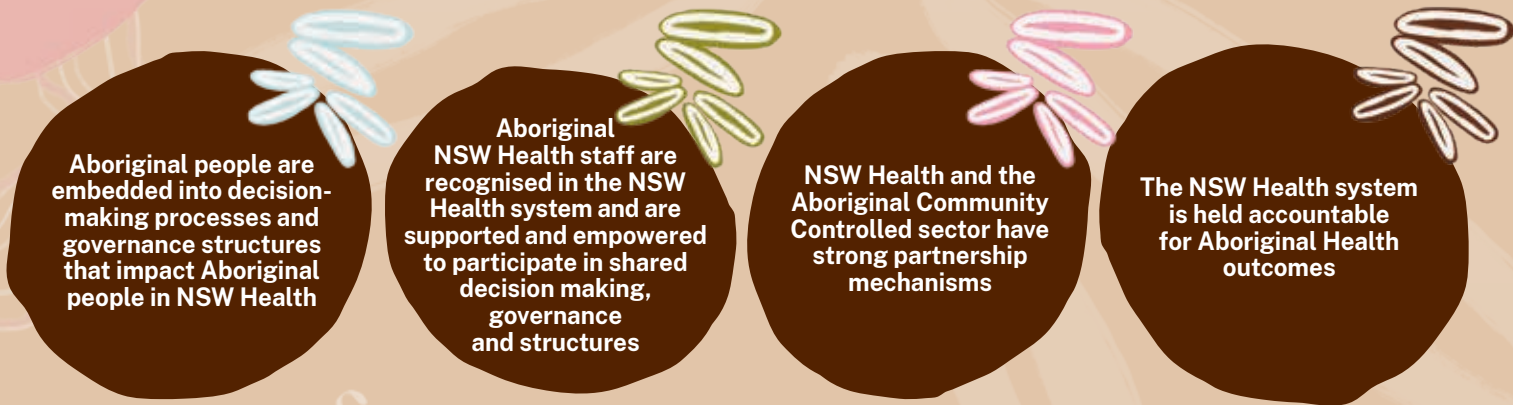 Aboriginal people are
embedded into decision-
making processes and
governance structures
that impact Aboriginal
people in NSW Health
Aboriginal
NSW Health staff are
recognised in the NSW
Health system and are
supported and empowered
to participate in shared
decision making,
governance
and structures
NSW Health and the
Aboriginal Community
Controlled sector have
strong partnership
mechanisms
The NSW Health system
is held accountable
for Aboriginal Health
outcomes